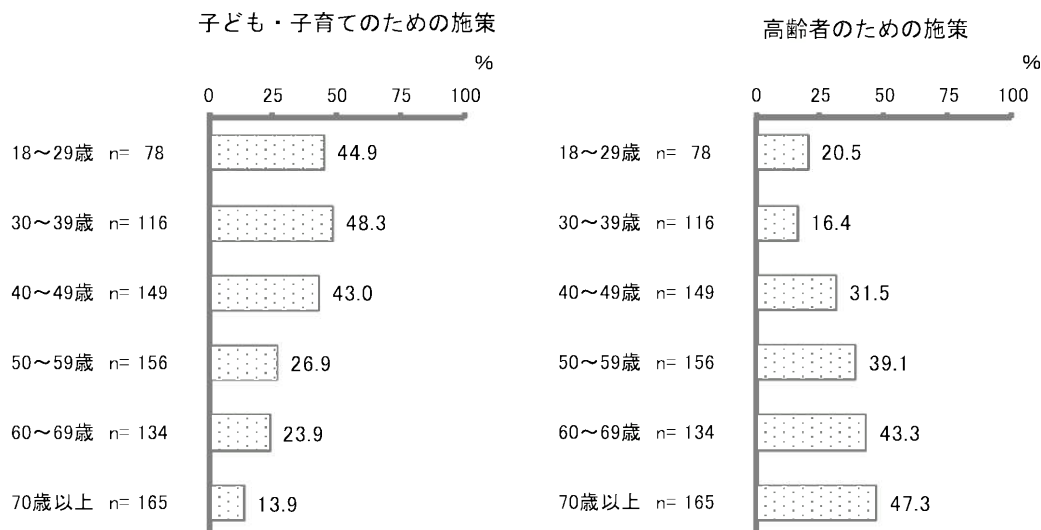 子ども・子育てのための施策
%
0 25 50 75 100
18～29歳 n= 78 44.9
30～39歳 n= 116 48.3
40～49歳 n= 149 43.0
50～59歳 n= 156 26.9
60～69歳 n= 134 23.9
70歳以上 n= 165 13.9
高齢者のための施策
%
0 25 50 75 100
18～29歳 n= 78 20.5
30～39歳 n= 116 16.4
40～49歳 n= 149 31.5
50～59歳 n= 156 39.1
60～69歳 n= 134 43.3
70歳以上 n= 165 47.3